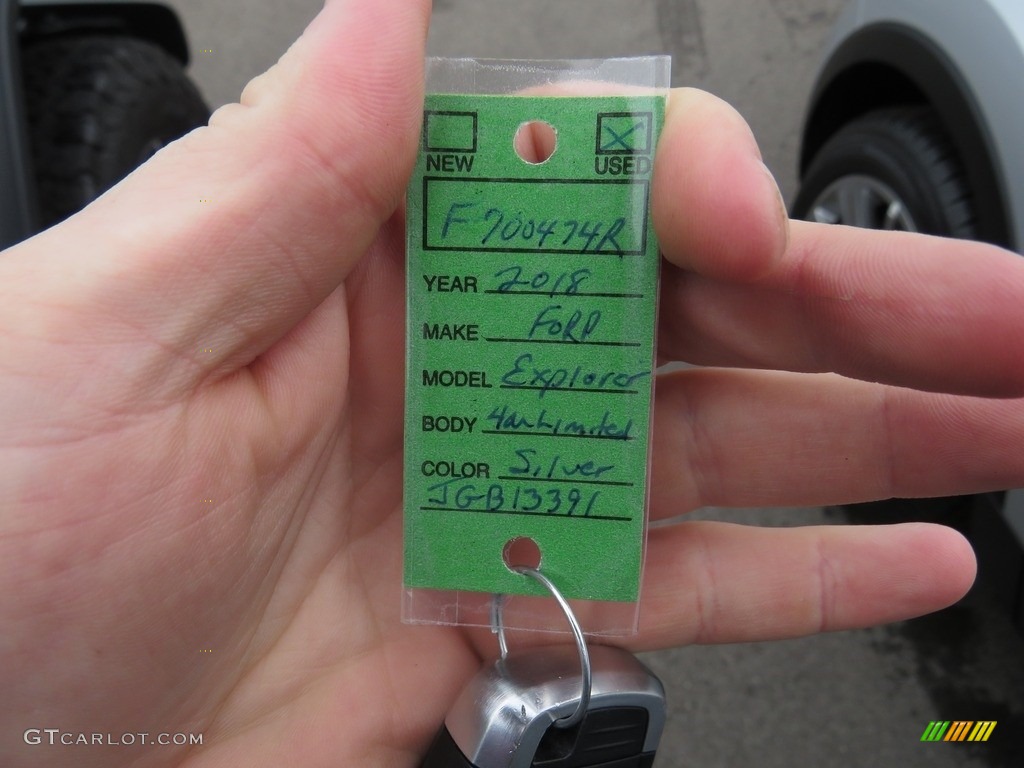 NEW USED
F700474R
YEAR 2018
MAKE FORD
MODEL Explorer
BODY 4dr Limited
COLOR Silver
JGB13391
GTCARLOT.COM